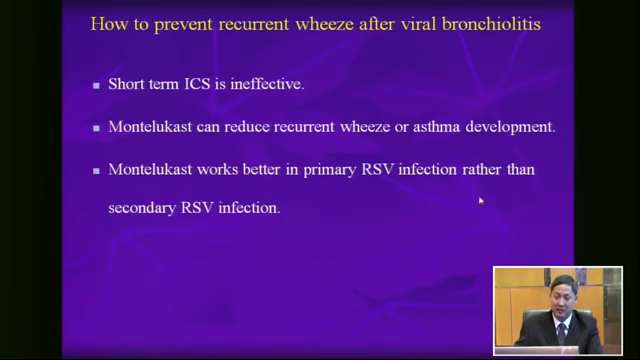 How to prevent recurrent wheeze after viral bronchiolitis
Short term ICS is ineffective.
Montelukast can reduce recurrent wheeze or asthma development.
Montelukast works better in primary RSV infection rather than
secondary RSV infection.